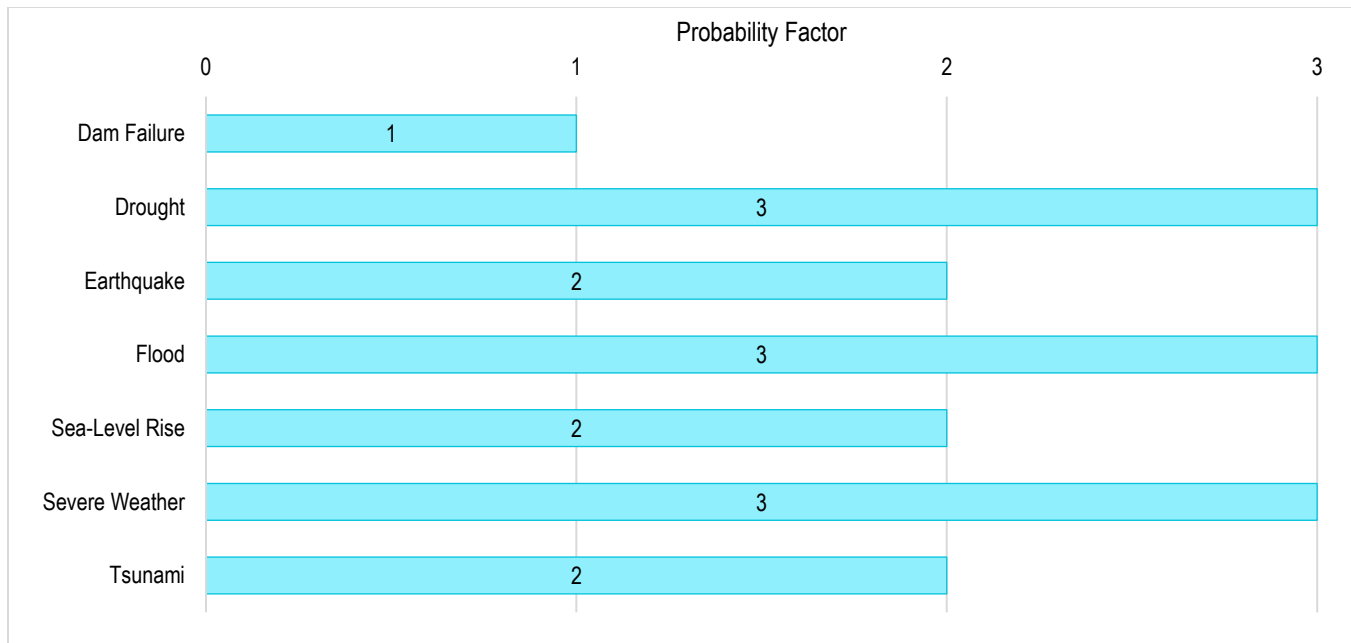 Probability Factor
0 1 2 3
Dam Failure 1
Drought 3
Earthquake 2
Flood 3
Sea-Level Rise 2
Severe Weather 3
Tsunami 2